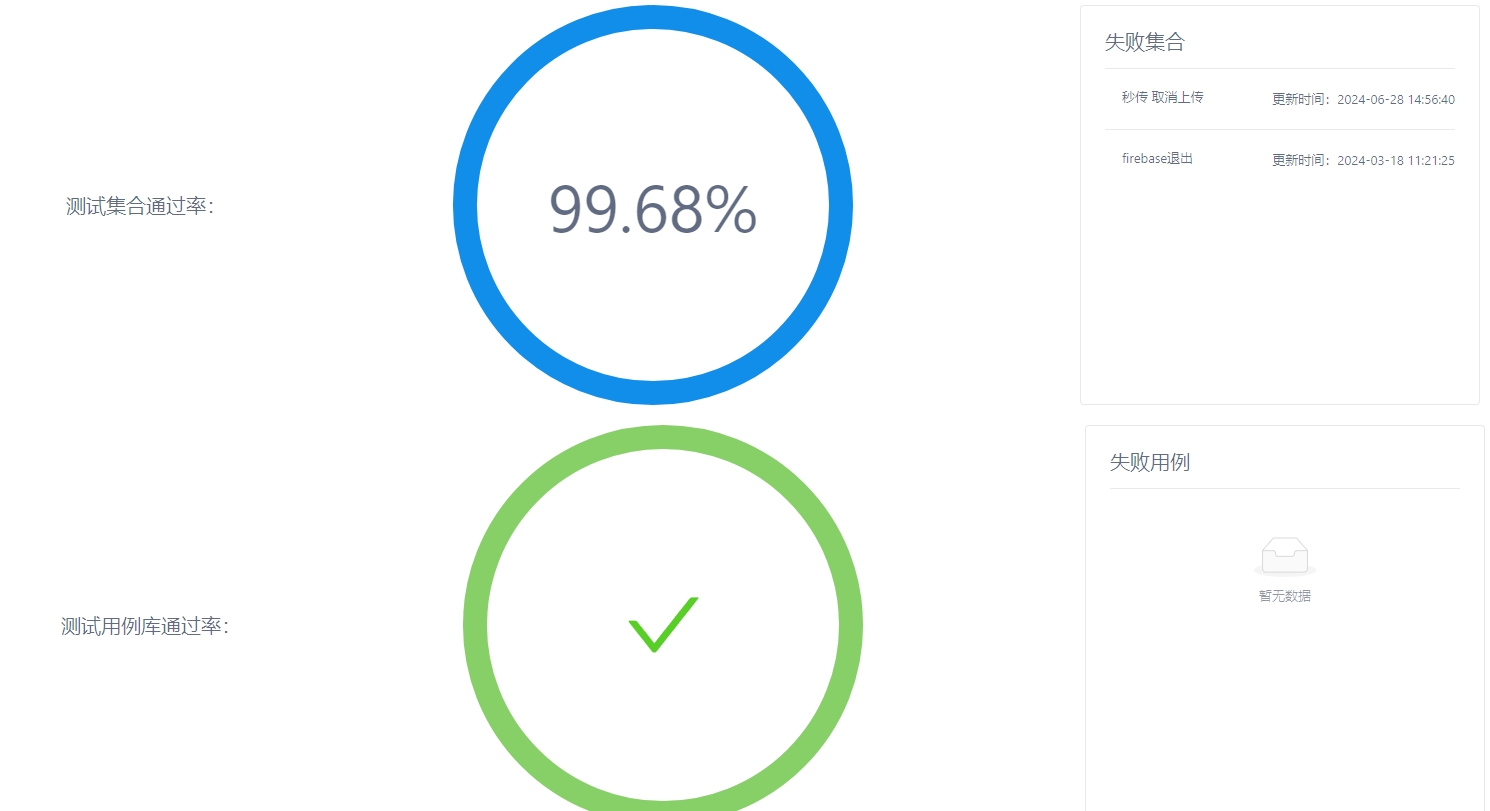 测试集合通过率：
99.68%
失败集合
秒传 取消上传 更新时间：2024-06-28 14:56:40
firebase退出 更新时间：2024-03-18 11:21:25
测试用例库通过率：
失败用例
暂无数据